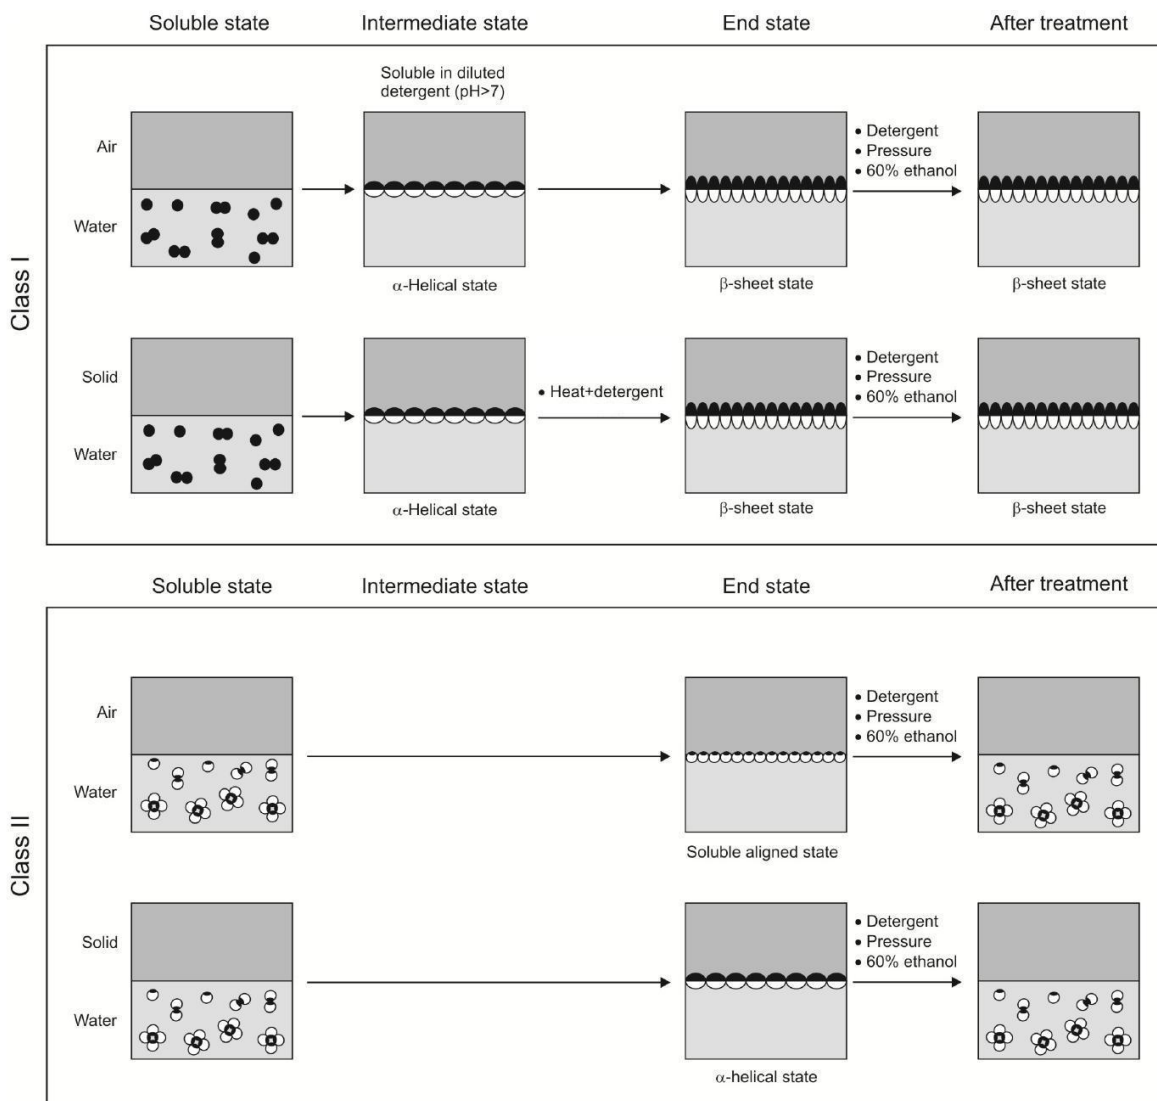 Soluble state
Intermediate state
End state
After treatment
Class I
Soluble in diluted
detergent (pH>7)
Air
Water
α-Helical state
• Detergent
• Pressure
• 60% ethanol
β-sheet state
β-sheet state
Solid
Water
α-Helical state
• Heat+detergent
• Detergent
• Pressure
• 60% ethanol
β-sheet state
β-sheet state
Soluble state
Intermediate state
End state
After treatment
Class II
Air
Water
• Detergent
• Pressure
• 60% ethanol
Soluble aligned state
Solid
Water
• Detergent
• Pressure
• 60% ethanol
α-helical state